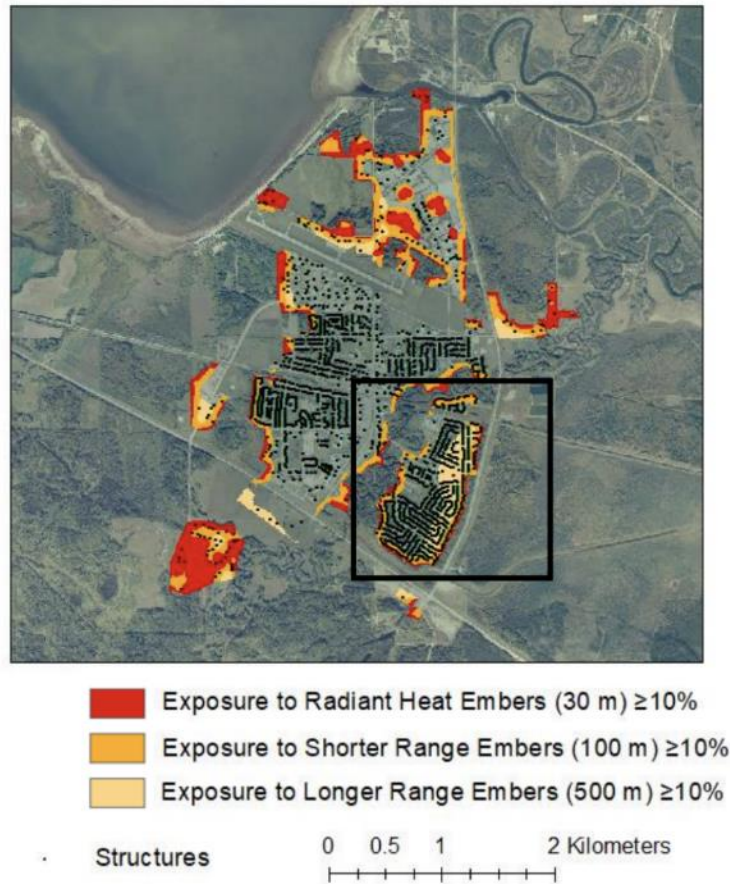 Exposure to Radiant Heat Embers (30 m) ≥10%
Exposure to Shorter Range Embers (100 m) ≥10%
Exposure to Longer Range Embers (500 m) ≥10%
Structures
0 0.5 1 2 Kilometers